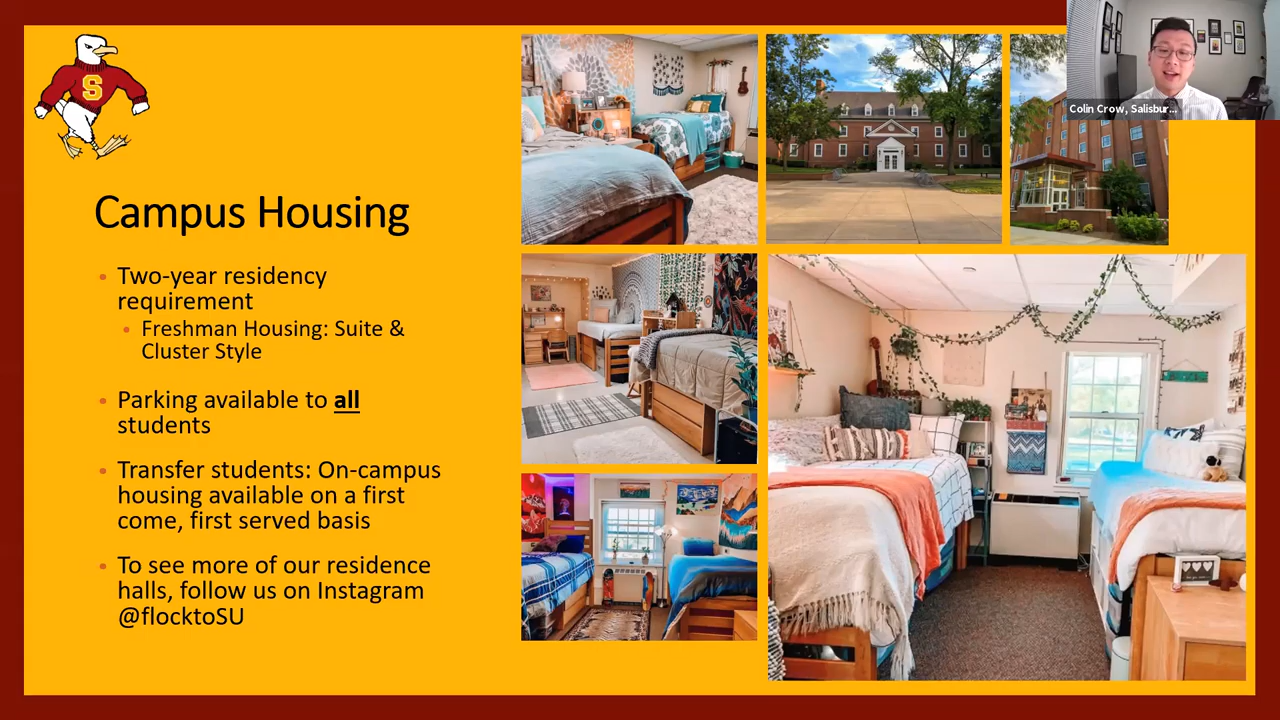 S
Colin Crow, Salisbur...
Campus Housing
Two-year residency
requirement
Freshman Housing: Suite &
Cluster Style
Parking available to all
students
Transfer students: On-campus
housing available on a first
come, first served basis
To see more of our residence
halls, follow us on Instagram
@flocktoSU